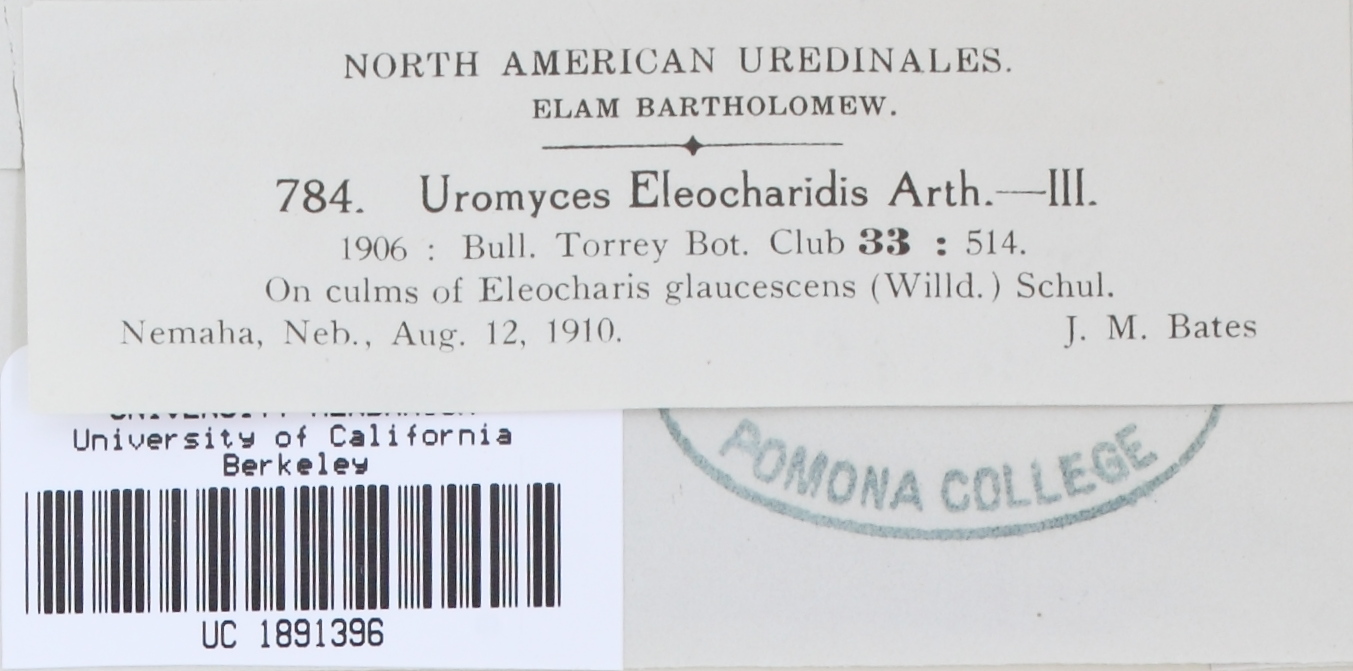 NORTH AMERICAN UREDINALES.
ELAM BARTHOLOMEW.
784. Uromyces Eleocharidis Arth.—III.
1906 : Bull. Torrey Bot. Club 33 : 514.
On culms of Eleocharis glaucescens (Willd.) Schul.
Nemaha, Neb., Aug. 12, 1910. J. M. Bates
University of California
Berkeley
UC 1891396
POMONA COLLEGE